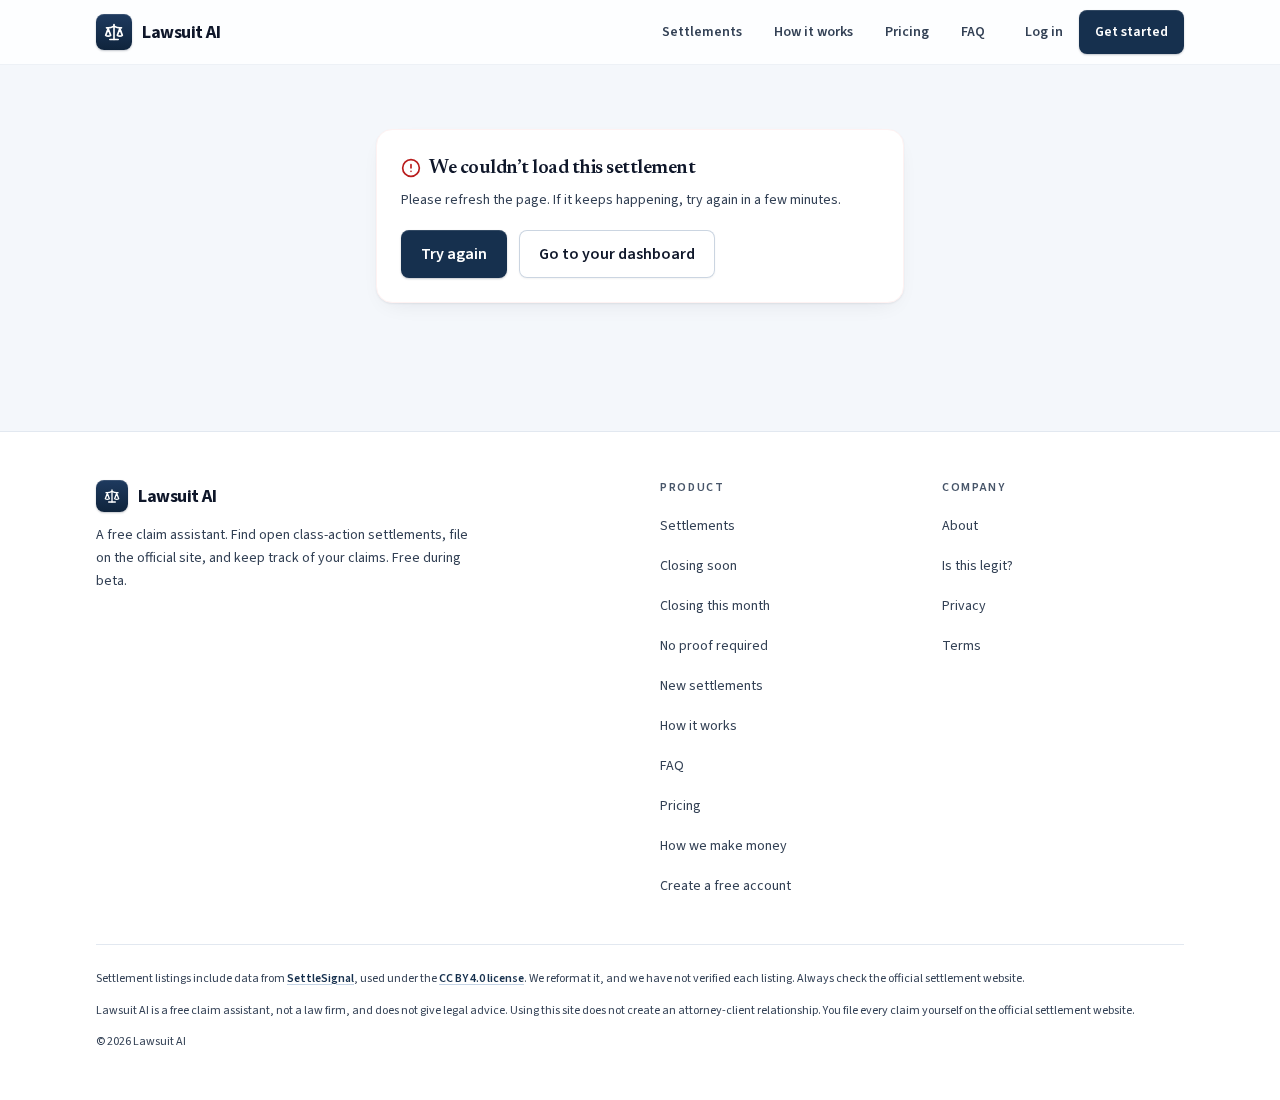 Lawsuit AI
Settlements
How it works
Pricing
FAQ
Log in
Get started
We couldn’t load this settlement
Please refresh the page. If it keeps happening, try again in a few minutes.
Try again
Go to your dashboard
Lawsuit AI
A free claim assistant. Find open class-action settlements, file
on the official site, and keep track of your claims. Free during
beta.
PRODUCT
Settlements
Closing soon
Closing this month
No proof required
New settlements
How it works
FAQ
Pricing
How we make money
Create a free account
COMPANY
About
Is this legit?
Privacy
Terms
Settlement listings include data from SettleSignal, used under the CC BY 4.0 license. We reformat it, and we have not verified each listing. Always check the official settlement website.
Lawsuit AI is a free claim assistant, not a law firm, and does not give legal advice. Using this site does not create an attorney-client relationship. You file every claim yourself on the official settlement website.
© 2026 Lawsuit AI